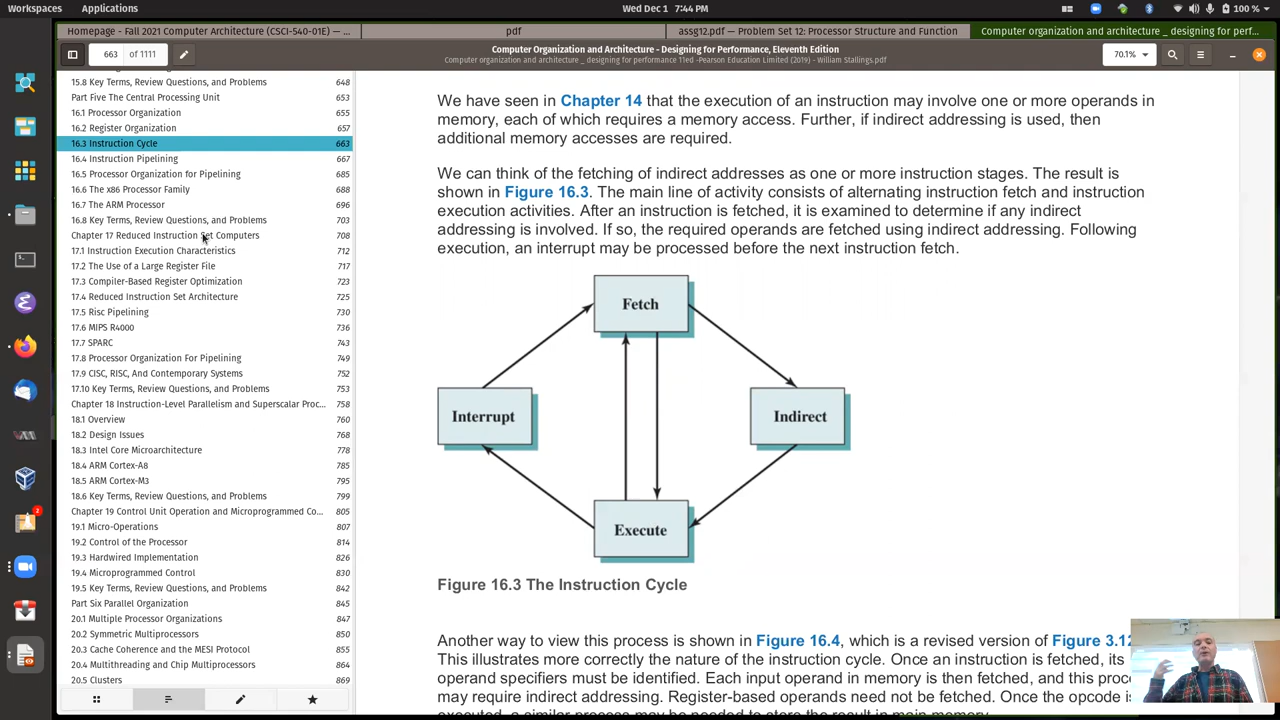 Workspaces Applications Wed Dec 1 7:44 PM 100 %
Homepage - Fall 2021 Computer Architecture (CSCI-540-01E) — ... pdf assg12.pdf — Problem Set 12: Processor Structure and Function Computer organization and architecture _ designing for perf...
663 of 1111 Computer Organization and Architecture - Designing for Performance, Eleventh Edition 70.1%
Computer organization and architecture _ designing for performance 11ed -Pearson Education Limited (2019) - William Stallings.pdf
15.8 Key Terms, Review Questions, and Problems 648
Part Five The Central Processing Unit 653
16.1 Processor Organization 655
16.2 Register Organization 657
16.3 Instruction Cycle 663
16.4 Instruction Pipelining 667
16.5 Processor Organization for Pipelining 685
16.6 The x86 Processor Family 688
16.7 The ARM Processor 696
16.8 Key Terms, Review Questions, and Problems 703
Chapter 17 Reduced Instruction Set Computers 708
17.1 Instruction Execution Characteristics 712
17.2 The Use of a Large Register File 717
17.3 Compiler-Based Register Optimization 723
17.4 Reduced Instruction Set Architecture 725
17.5 Risc Pipelining 730
17.6 MIPS R4000 736
17.7 SPARC 743
17.8 Processor Organization For Pipelining 749
17.9 CISC, RISC, And Contemporary Systems 752
17.10 Key Terms, Review Questions, and Problems 753
Chapter 18 Instruction-Level Parallelism and Superscalar Proc... 758
18.1 Overview 760
18.2 Design Issues 768
18.3 Intel Core Microarchitecture 778
18.4 ARM Cortex-A8 785
18.5 ARM Cortex-M3 795
18.6 Key Terms, Review Questions, and Problems 799
Chapter 19 Control Unit Operation and Microprogrammed Co... 805
19.1 Micro-Operations 807
19.2 Control of the Processor 814
19.3 Hardwired Implementation 826
19.4 Microprogrammed Control 830
19.5 Key Terms, Review Questions, and Problems 842
Part Six Parallel Organization 845
20.1 Multiple Processor Organizations 847
20.2 Symmetric Multiprocessors 850
20.3 Cache Coherence and the MESI Protocol 855
20.4 Multithreading and Chip Multiprocessors 864
20.5 Clusters 869
We have seen in Chapter 14 that the execution of an instruction may involve one or more operands in
memory, each of which requires a memory access. Further, if indirect addressing is used, then
additional memory accesses are required.
We can think of the fetching of indirect addresses as one or more instruction stages. The result is
shown in Figure 16.3. The main line of activity consists of alternating instruction fetch and instruction
execution activities. After an instruction is fetched, it is examined to determine if any indirect
addressing is involved. If so, the required operands are fetched using indirect addressing. Following
execution, an interrupt may be processed before the next instruction fetch.
Fetch
Interrupt
Indirect
Execute
Figure 16.3 The Instruction Cycle
Another way to view this process is shown in Figure 16.4, which is a revised version of Figure 3.12
This illustrates more correctly the nature of the instruction cycle. Once an instruction is fetched, its
operand specifiers must be identified. Each input operand in memory is then fetched, and this
may require indirect addressing. Register-based operands need not be fetched. Once the opcode
executed, a similar process may be needed to store the result in main memory.
2